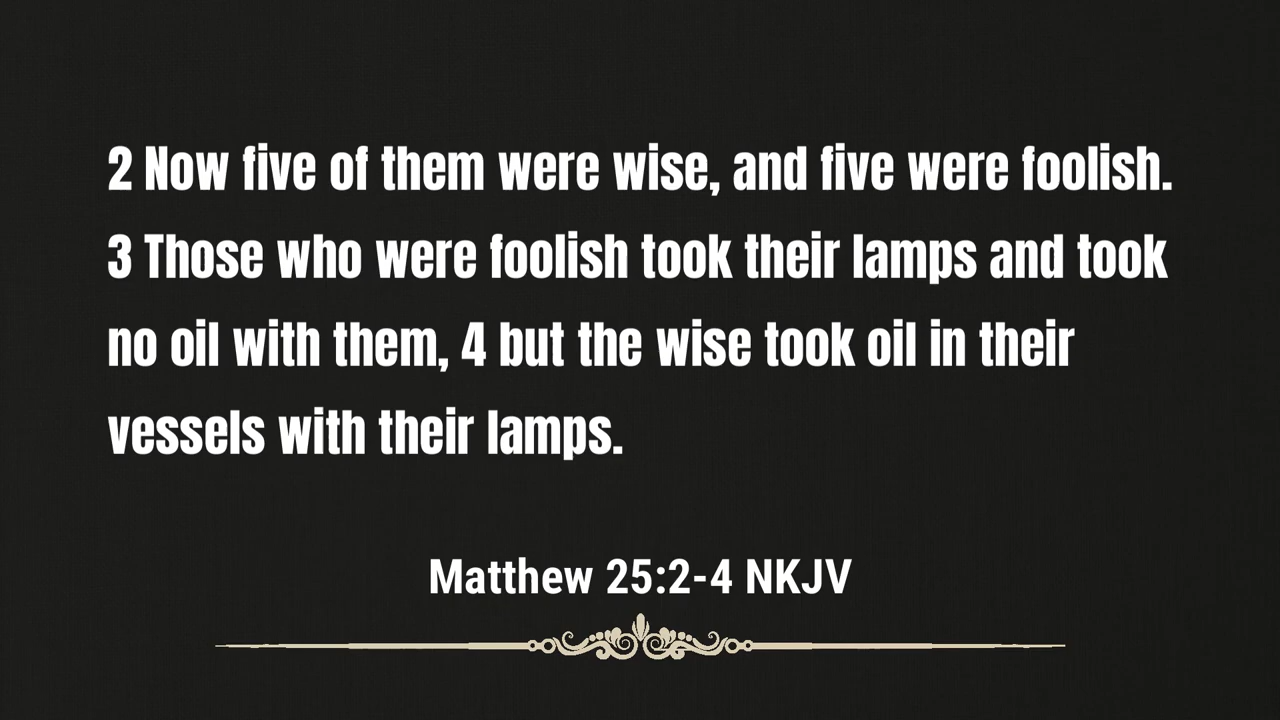 2 Now five of them were wise, and five were foolish.
3 Those who were foolish took their lamps and took
no oil with them, 4 but the wise took oil in their
vessels with their lamps.
Matthew 25:2-4 NKJV